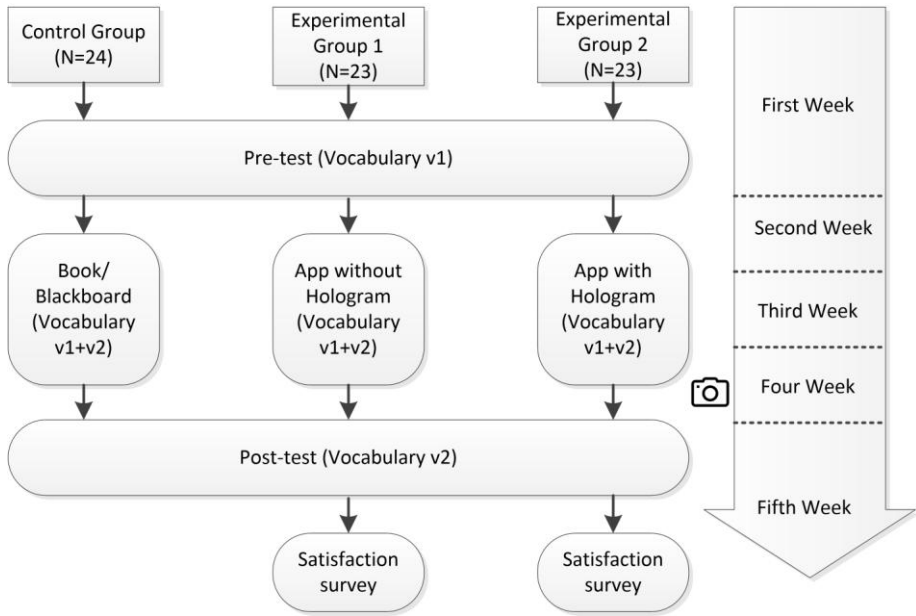 Control Group
(N=24)
Experimental
Group 1
(N=23)
Experimental
Group 2
(N=23)
First Week
Pre-test (Vocabulary v1)
Second Week
Book/
Blackboard
(Vocabulary
v1+v2)
App without
Hologram
(Vocabulary
v1+v2)
App with
Hologram
(Vocabulary
v1+v2)
Third Week
Four Week
Post-test (Vocabulary v2)
Fifth Week
Satisfaction
survey
Satisfaction
survey